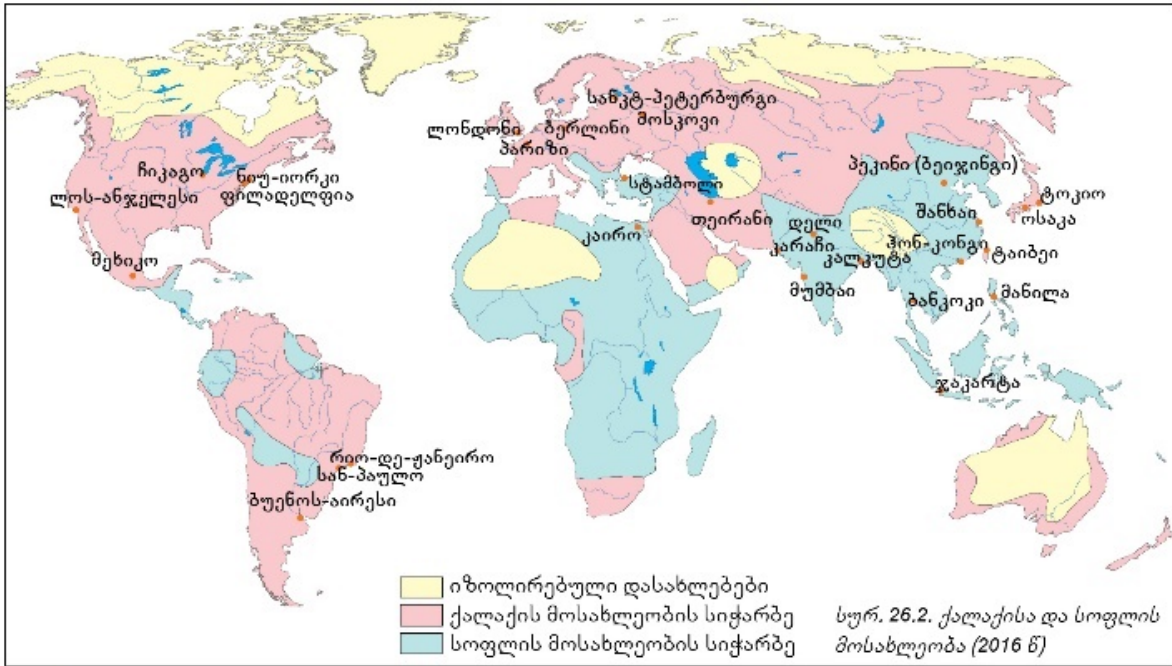 სანკტ-პეტერბურგი
ლონდონი
ბერლინი
მოსკოვი
პარიზი
ჩიკაგო
ნიუ-იორკი
ლოს-ანჯელესი
ფილადელფია
სტამბოლი
პეკინი (ბეიჯინგი)
ტოკიო
თეირანი
დელი
შანხაი
ოსაკა
კაირო
კარაჩი
ჰონ-კონგი
ტაიბეი
მეხიკო
კალკუტა
მუმბაი
ბანკოკი
მანილა
ჯაკარტა
რიო-დე-ჟანეირო
სან-პაულო
ბუენოს-აირესი
იზოლირებული დასახლებები
ქალაქის მოსახლეობის სიჭარბე
სოფლის მოსახლეობის სიჭარბე
სურ. 26.2. ქალაქისა და სოფლის
მოსახლეობა (2016 წ)